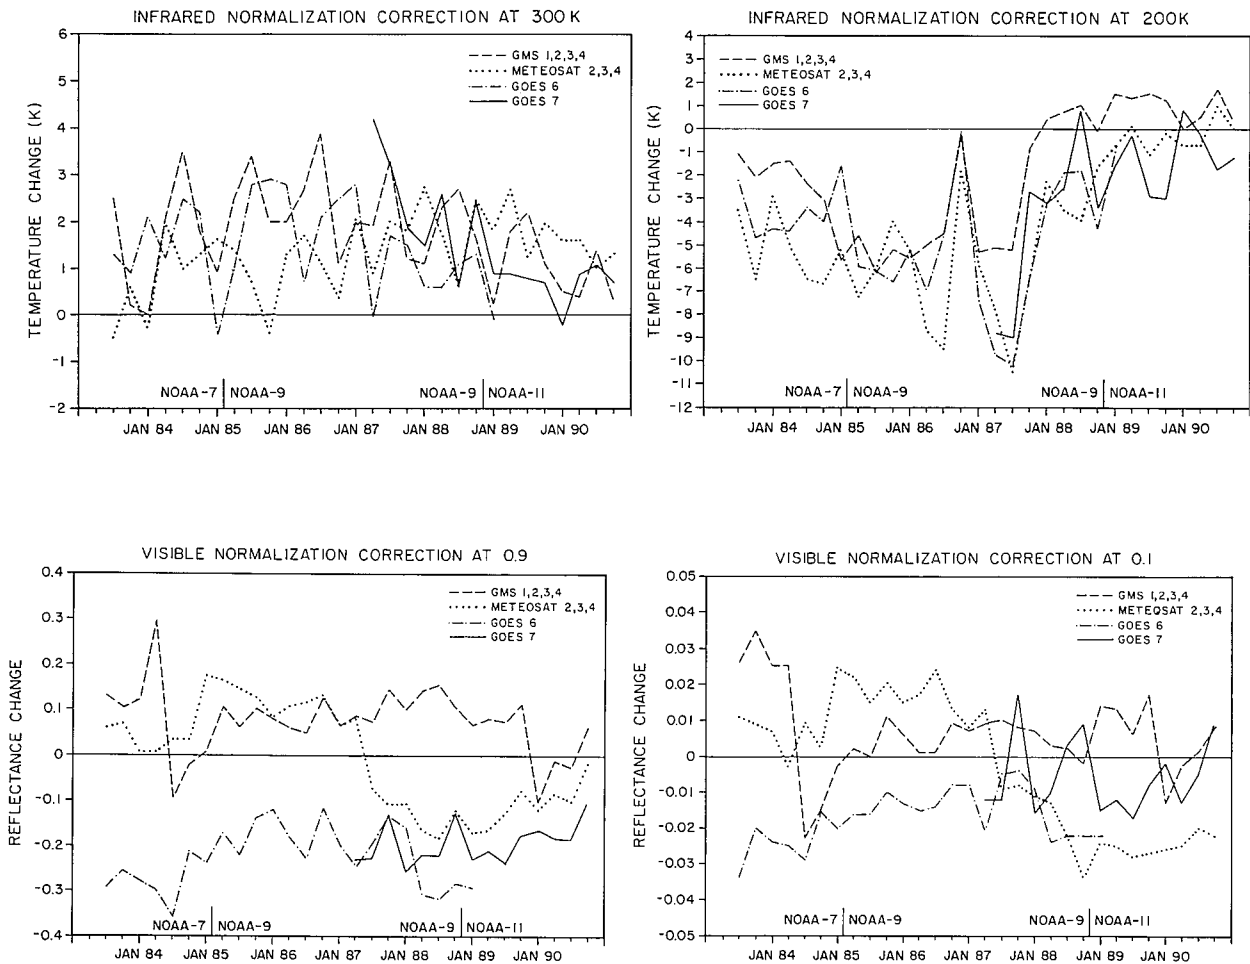 INFRARED NORMALIZATION CORRECTION AT 300K
6
5
4
3
2
1
0
-1
-2
TEMPERATURE CHANGE (K)
GMS 1,2,3,4
METEOSAT 2,3,4
GOES 6
GOES 7
NOAA-7
NOAA-9
NOAA-9
NOAA-11
JAN 84
JAN 85
JAN 86
JAN 87
JAN 88
JAN 89
JAN 90
INFRARED NORMALIZATION CORRECTION AT 200K
4
3
2
1
0
-1
-2
-3
-4
-5
-6
-7
-8
-9
-10
-11
-12
TEMPERATURE CHANGE (K)
GMS 1,2,3,4
METEOSAT 2,3,4
GOES 6
GOES 7
NOAA-7
NOAA-9
NOAA-9
NOAA-11
JAN 84
JAN 85
JAN 86
JAN 87
JAN 88
JAN 89
JAN 90
VISIBLE NORMALIZATION CORRECTION AT 0.9
0.4
0.3
0.2
0.1
0
-0.1
-0.2
-0.3
-0.4
REFLECTANCE CHANGE
GMS 1,2,3,4
METEOSAT 2,3,4
GOES 6
GOES 7
NOAA-7
NOAA-9
NOAA-9
NOAA-11
JAN 84
JAN 85
JAN 86
JAN 87
JAN 88
JAN 89
JAN 90
VISIBLE NORMALIZATION CORRECTION AT 0.1
0.05
0.04
0.03
0.02
0.01
0
-0.01
-0.02
-0.03
-0.04
-0.05
REFLECTANCE CHANGE
GMS 1,2,3,4
METEOSAT 2,3,4
GOES 6
GOES 7
NOAA-7
NOAA-9
NOAA-9
NOAA-11
JAN 84
JAN 85
JAN 86
JAN 87
JAN 88
JAN 89
JAN 90